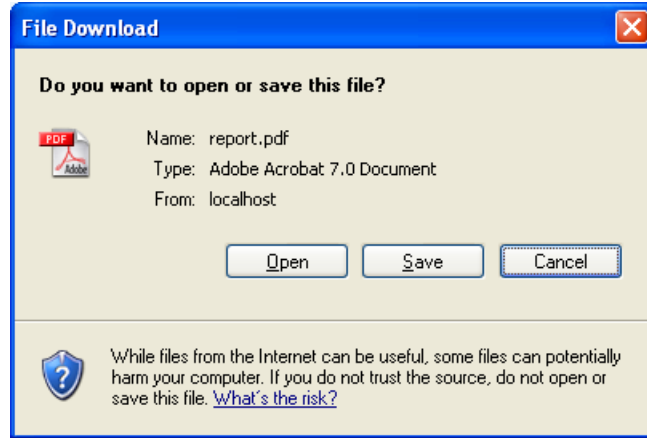 File Download
Do you want to open or save this file?
PDF
Adobe
Name: report.pdf
Type: Adobe Acrobat 7.0 Document
From: localhost
Open Save Cancel
While files from the Internet can be useful, some files can potentially
harm your computer. If you do not trust the source, do not open or
save this file. What's the risk?